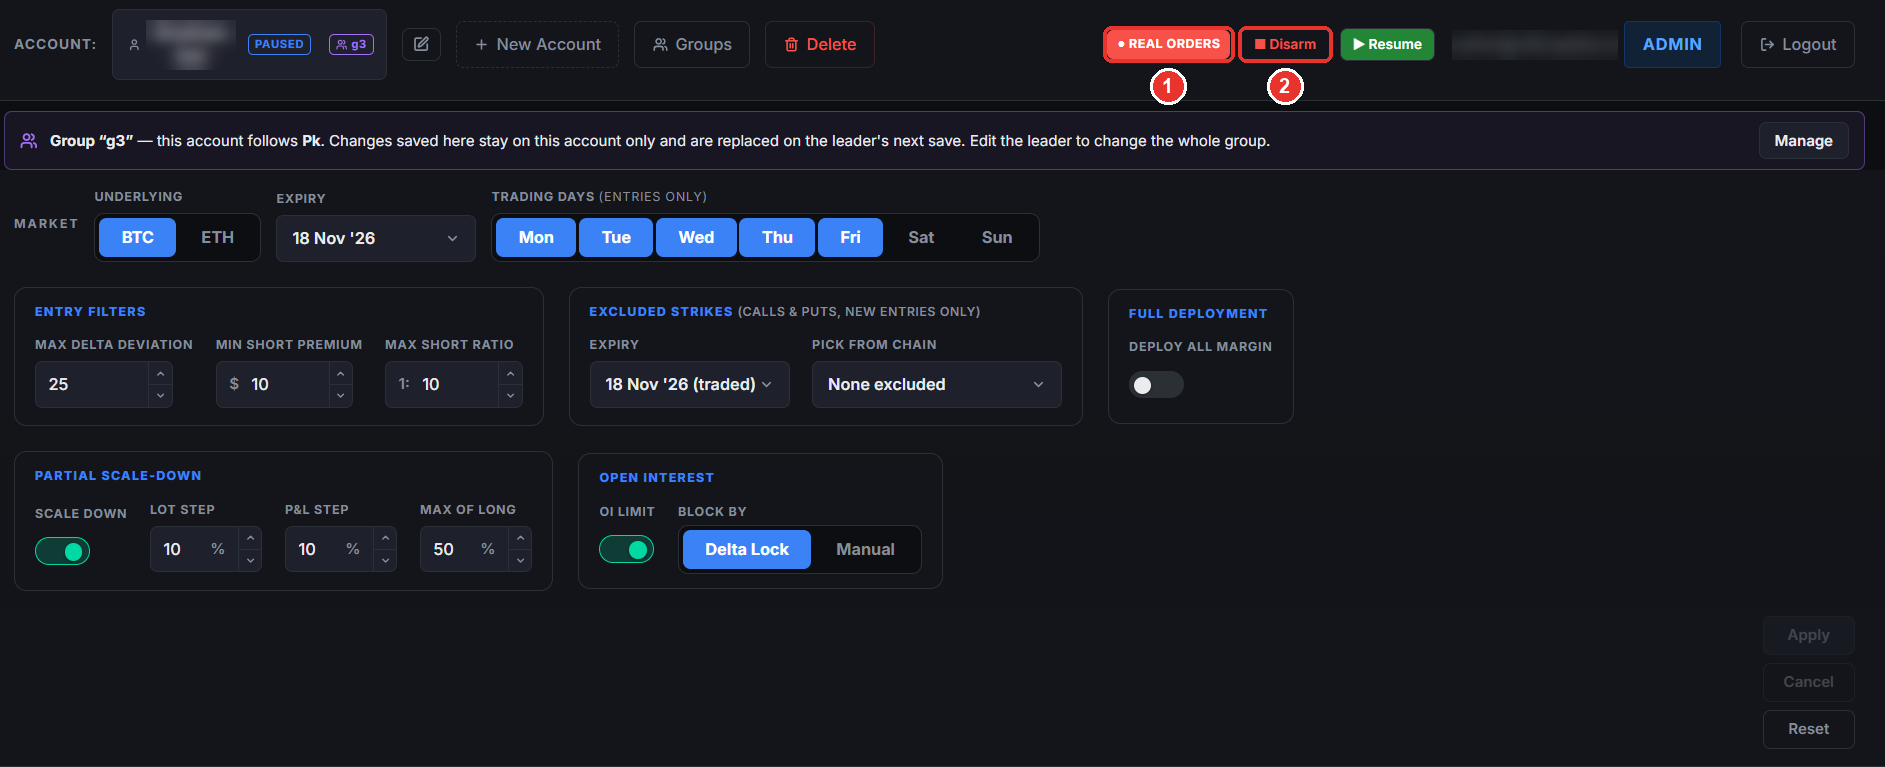 ACCOUNT:
PAUSED
g3
New Account
Groups
Delete
REAL ORDERS
Disarm
Resume
ADMIN
Logout
1
2
Group “g3” — this account follows Pk. Changes saved here stay on this account only and are replaced on the leader's next save. Edit the leader to change the whole group.
Manage
MARKET
UNDERLYING
BTC
ETH
EXPIRY
18 Nov '26
TRADING DAYS (ENTRIES ONLY)
Mon
Tue
Wed
Thu
Fri
Sat
Sun
ENTRY FILTERS
MAX DELTA DEVIATION
25
MIN SHORT PREMIUM
$ 10
MAX SHORT RATIO
1: 10
EXCLUDED STRIKES (CALLS & PUTS, NEW ENTRIES ONLY)
EXPIRY
18 Nov '26 (traded)
PICK FROM CHAIN
None excluded
FULL DEPLOYMENT
DEPLOY ALL MARGIN
PARTIAL SCALE-DOWN
SCALE DOWN
LOT STEP
10 %
P&L STEP
10 %
MAX OF LONG
50 %
OPEN INTEREST
OI LIMIT
BLOCK BY
Delta Lock
Manual
Apply
Cancel
Reset